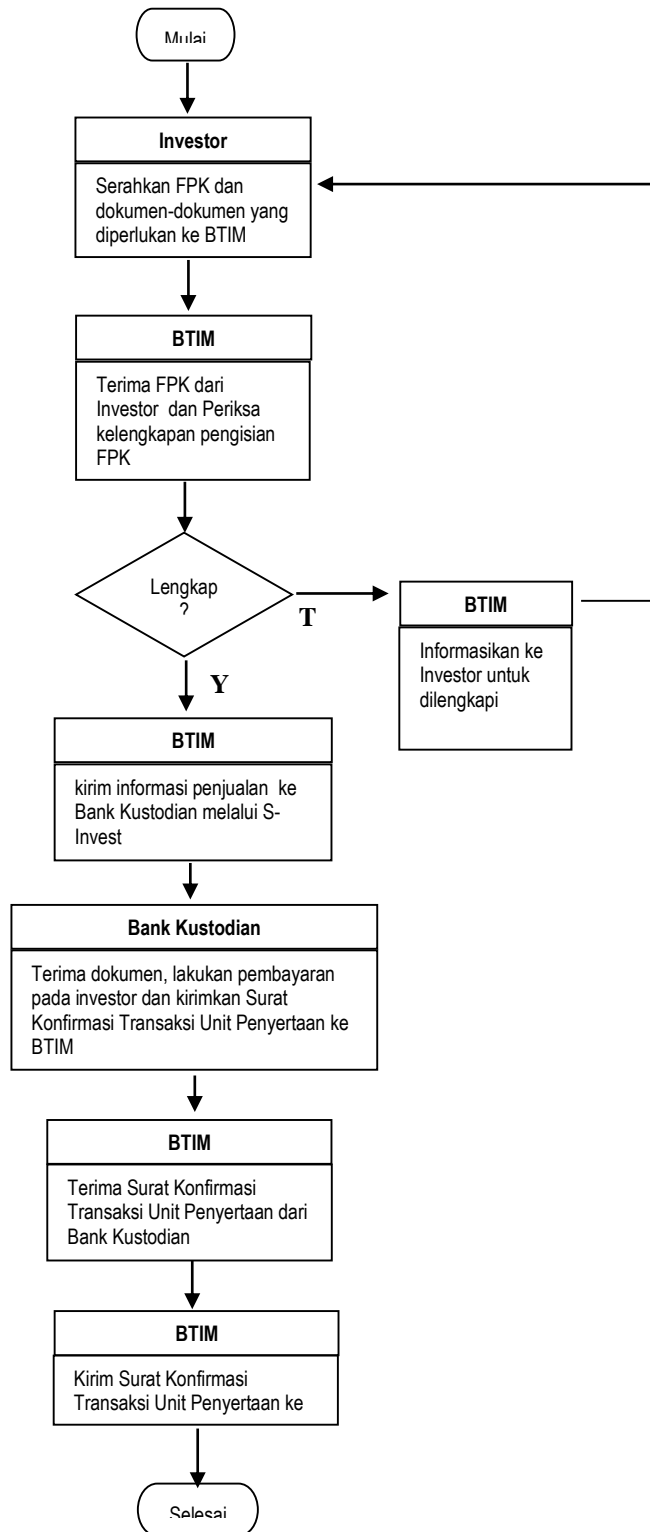 Mulai
Investor
Serahkan FPK dan
dokumen-dokumen yang
diperlukan ke BTIM
BTIM
Terima FPK dari
Investor dan Periksa
kelengkapan pengisian
FPK
Lengkap
?
T
BTIM
Informasikan ke
Investor untuk
dilengkapi
Y
BTIM
kirim informasi penjualan ke
Bank Kustodian melalui S-
Invest
Bank Kustodian
Terima dokumen, lakukan pembayaran
pada investor dan kirimkan Surat
Konfirmasi Transaksi Unit Penyertaan ke
BTIM
BTIM
Terima Surat Konfirmasi
Transaksi Unit Penyertaan dari
Bank Kustodian
BTIM
Kirim Surat Konfirmasi
Transaksi Unit Penyertaan ke
Selesai